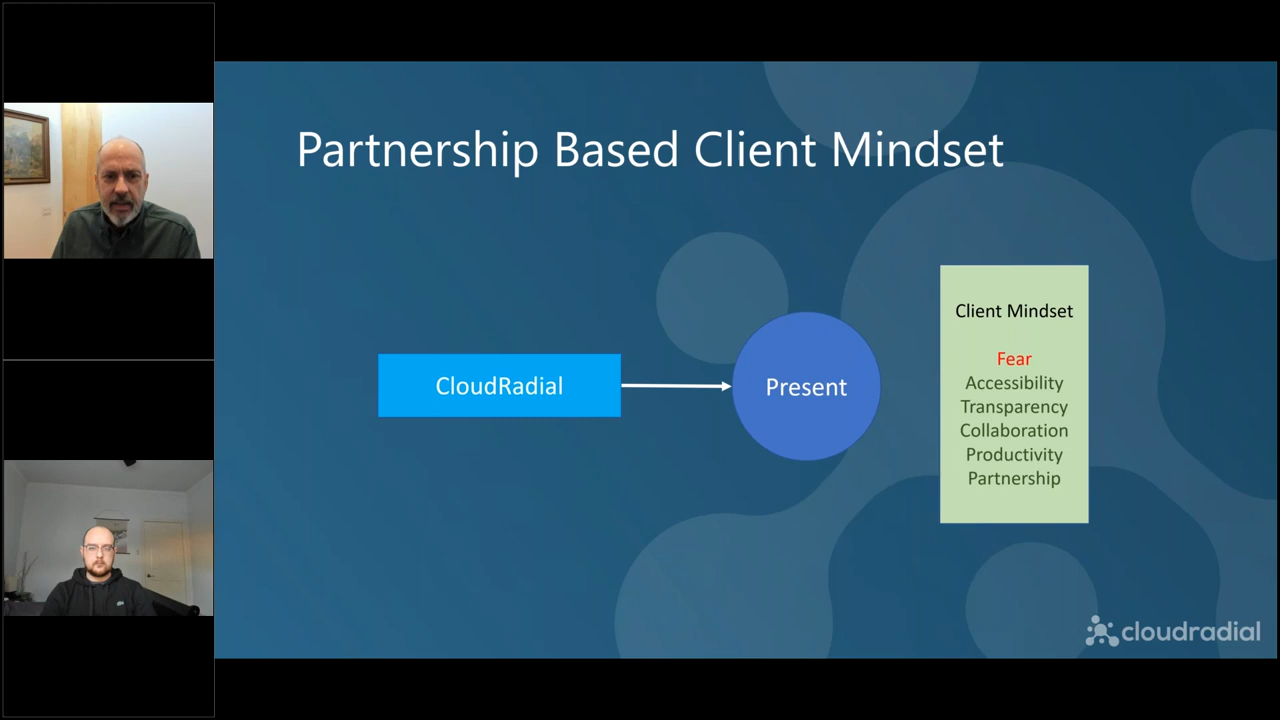 Partnership Based Client Mindset
CloudRadial
Present
Client Mindset
Fear
Accessibility
Transparency
Collaboration
Productivity
Partnership
cloudradial